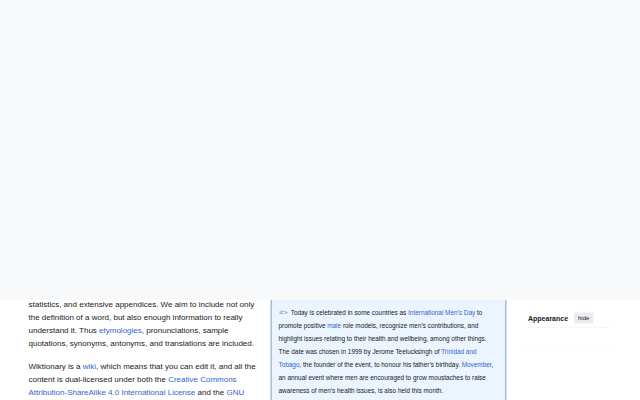 statistics, and extensive appendices. We aim to include not only
the definition of a word, but also enough information to really
understand it. Thus etymologies, pronunciations, sample
quotations, synonyms, antonyms, and translations are included.
Wiktionary is a wiki, which means that you can edit it, and all the
content is dual-licensed under both the Creative Commons
Attribution-ShareAlike 4.0 International License and the GNU
Today is celebrated in some countries as International Men's Day to
promote positive male role models, recognize men's contributions, and
highlight issues relating to their health and wellbeing, among other things.
The date was chosen in 1999 by Jerome Teelucksingh of Trinidad and
Tobago, the founder of the event, to honour his father's birthday. Movember,
an annual event where men are encouraged to grow moustaches to raise
awareness of men's health issues, is also held this month.
Appearance hide